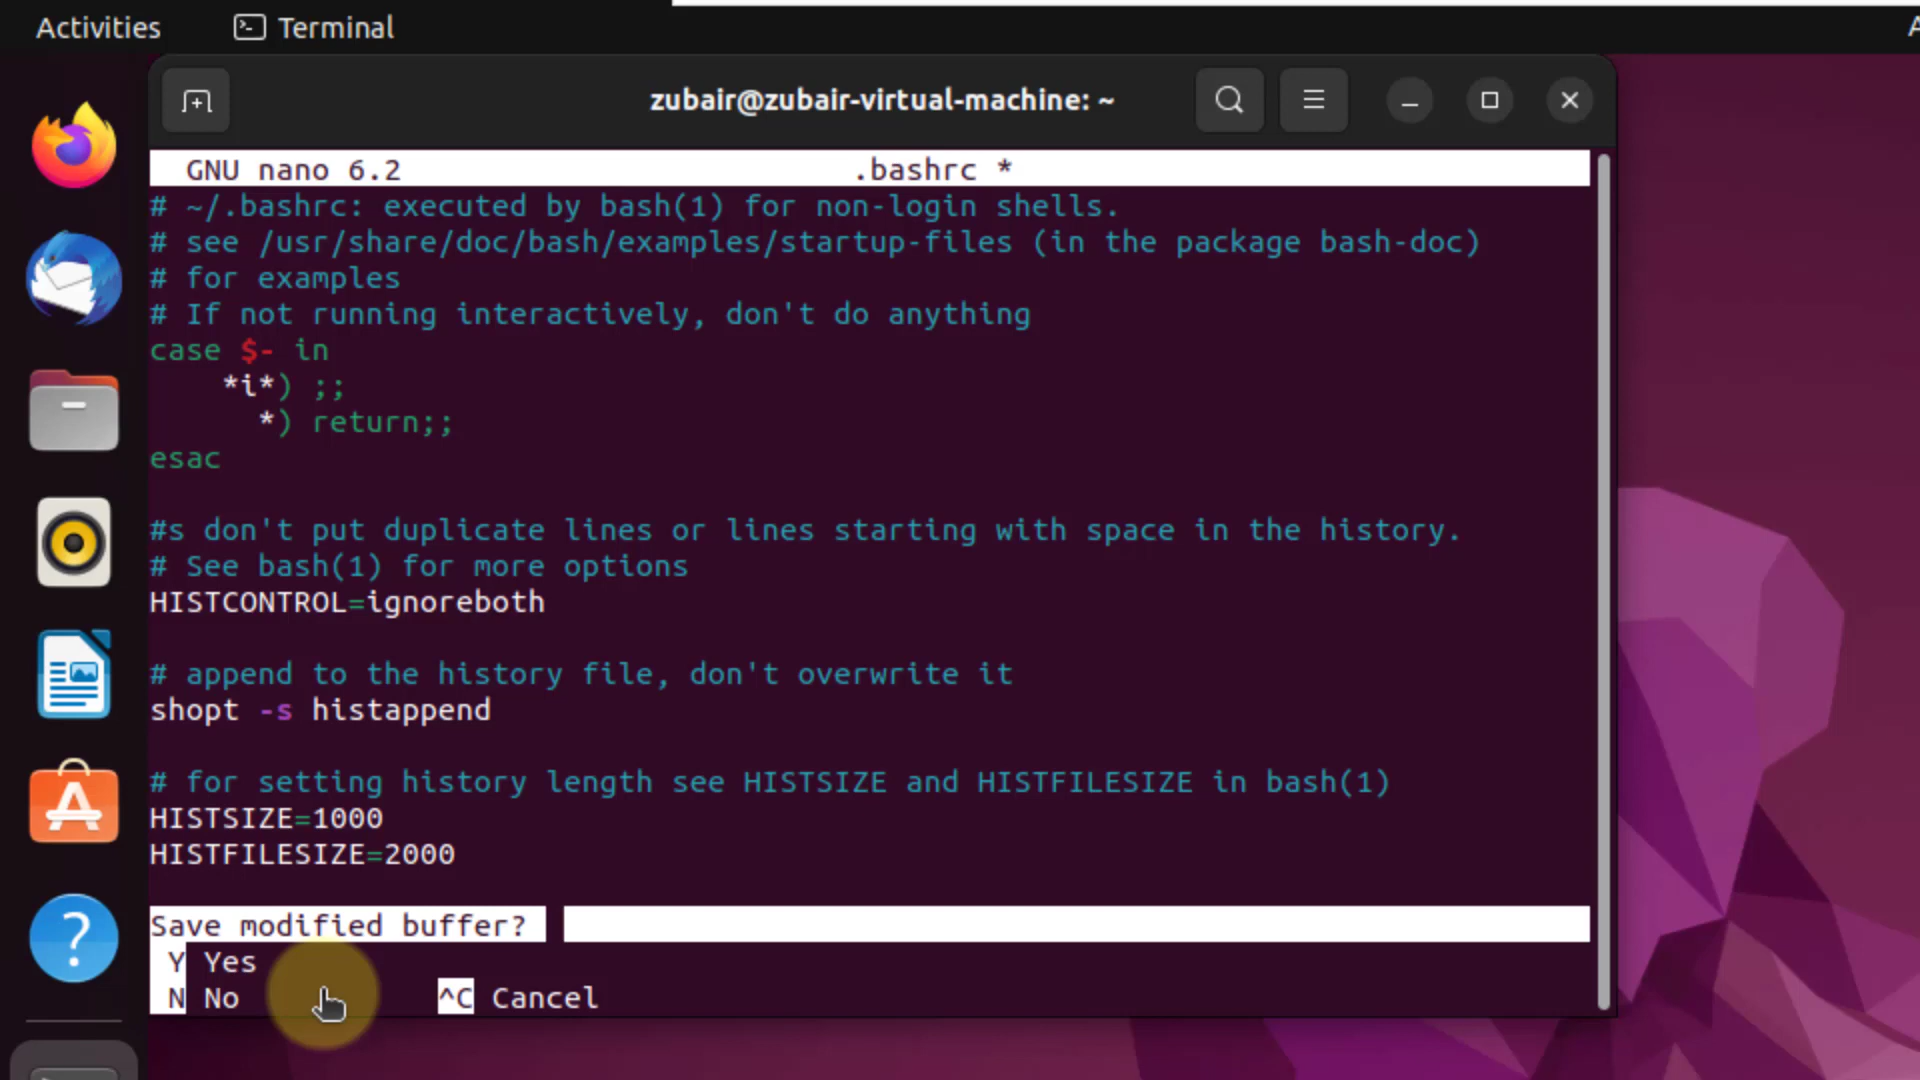 Activities
Terminal
zubair@zubair-virtual-machine: ~
GNU nano 6.2 .bashrc *
# ~/.bashrc: executed by bash(1) for non-login shells.
# see /usr/share/doc/bash/examples/startup-files (in the package bash-doc)
# for examples
# If not running interactively, don't do anything
case $- in
*i*) ;;
*) return;;
esac
#s don't put duplicate lines or lines starting with space in the history.
# See bash(1) for more options
HISTCONTROL=ignoreboth
# append to the history file, don't overwrite it
shopt -s histappend
# for setting history length see HISTSIZE and HISTFILESIZE in bash(1)
HISTSIZE=1000
HISTFILESIZE=2000
Save modified buffer?
Y Yes
N No ^C Cancel